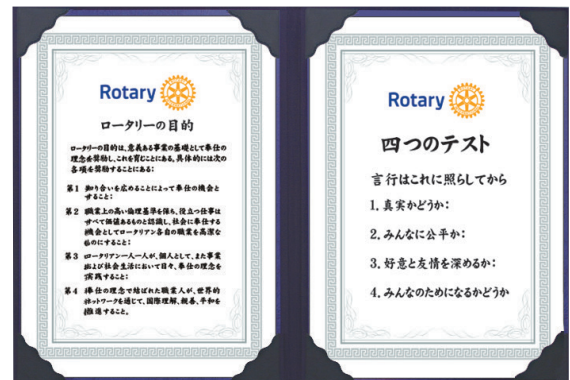 Rotary
ロータリーの目的
ロータリーの目的は、意義ある事業の基礎として奉仕の
理念を奨励し、これを育むことにある。具体的には次の
各項を奨励することにある:
第1 知り合いを広めることによって奉仕の機会と
すること:
第2 職業上の高い倫理基準を保ち、役立つ仕事は
すべて価値あるものと認識し、社会に奉仕する
機会としてロータリアン各自の職業を高潔な
ものにすること:
第3 ロータリアン一人一人が、個人として、また事業
および社会生活において日々、奉仕の理念を
実践すること:
第4 奉仕の理念で結ばれた職業人が、世界的
ネットワークを通じて、国際理解、親善、平和を
推進すること。
Rotary
四つのテスト
言行はこれに照らしてから
1. 真実かどうか:
2. みんなに公平か:
3. 好意と友情を深めるか:
4. みんなのためになるかどうか